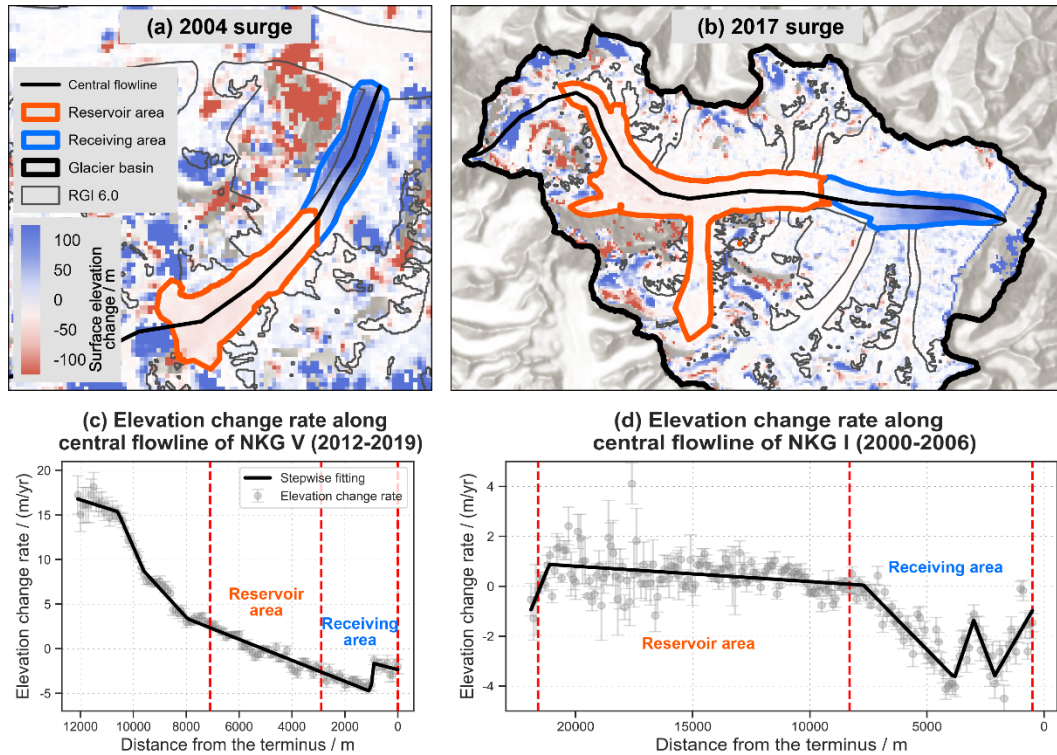 (a) 2004 surge
Central flowline
Reservoir area
Receiving area
Glacier basin
RGI 6.0
100
50
0
-50
-100
Surface elevation
change / m
(b) 2017 surge
(c) Elevation change rate along
central flowline of NKG V (2012-2019)
Elevation change rate / (m/yr)
20
15
10
5
0
-5
Stepwise fitting
Elevation change rate
Reservoir
area
Receiving
area
12000 10000 8000 6000 4000 2000 0
Distance from the terminus / m
(d) Elevation change rate along
central flowline of NKG I (2000-2006)
Elevation change rate / (m/yr)
4
2
0
-2
-4
Receiving area
Reservoir area
20000 15000 10000 5000 0
Distance from the terminus / m